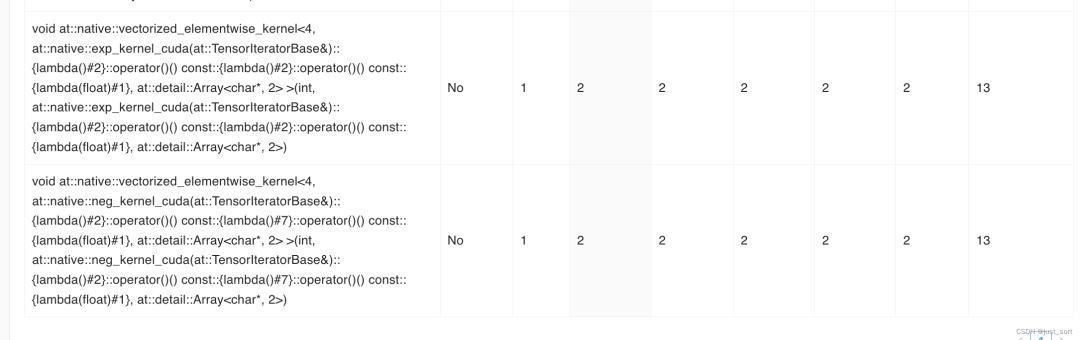 void at::native::vectorized_elementwise_kernel<4,
at::native::exp_kernel_cuda(at::TensorIteratorBase&)::
{lambda()#2}::operator()() const::{lambda()#2}::operator()() const::
{lambda(float)#1}, at::detail::Array<char*, 2> >(int,
at::native::exp_kernel_cuda(at::TensorIteratorBase&)::
{lambda()#2}::operator()() const::{lambda()#2}::operator()() const::
{lambda(float)#1}, at::detail::Array<char*, 2>)
No 1 2 2 2 2 2 13
void at::native::vectorized_elementwise_kernel<4,
at::native::neg_kernel_cuda(at::TensorIteratorBase&)::
{lambda()#2}::operator()() const::{lambda()#7}::operator()() const::
{lambda(float)#1}, at::detail::Array<char*, 2> >(int,
at::native::neg_kernel_cuda(at::TensorIteratorBase&)::
{lambda()#2}::operator()() const::{lambda()#7}::operator()() const::
{lambda(float)#1}, at::detail::Array<char*, 2>)
No 1 2 2 2 2 2 13
CSDN @just_sort